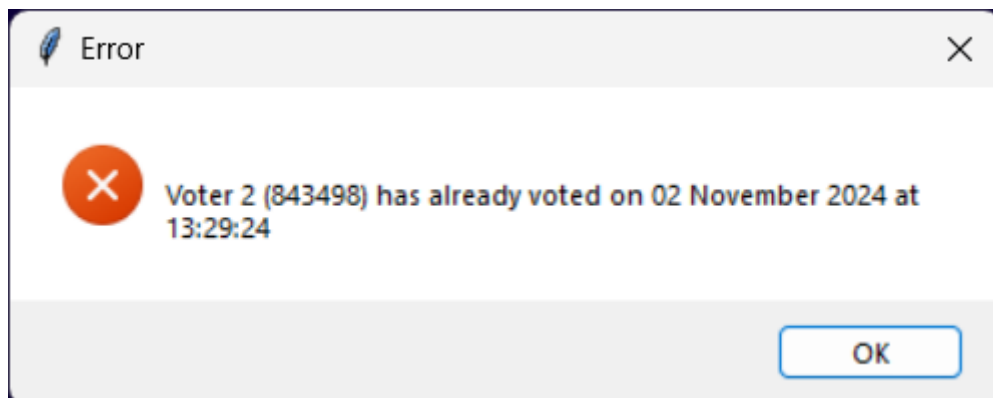 Error
Voter 2 (843498) has already voted on 02 November 2024 at
13:29:24
OK